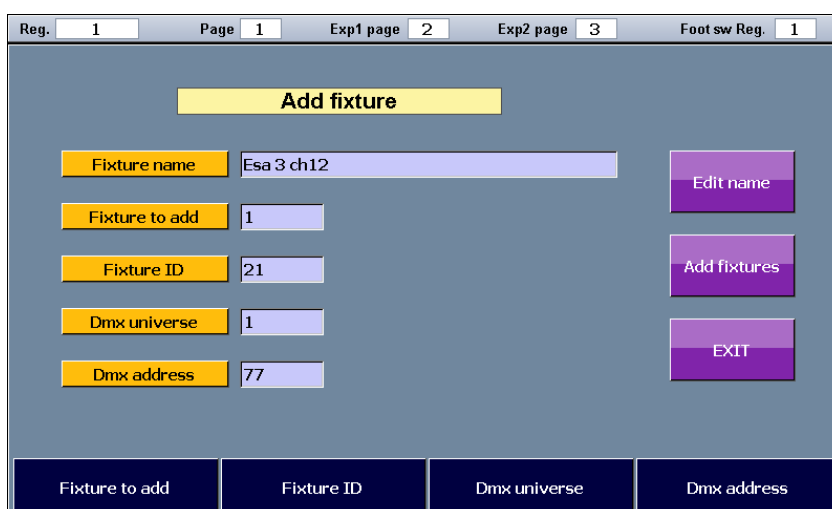 Reg. 1 Page 1 Exp1 page 2 Exp2 page 3 Foot sw Reg. 1
Add fixture
Fixture name Esa 3 ch12
Edit name
Fixture to add 1
Fixture ID 21
Add fixtures
Dmx universe 1
EXIT
Dmx address 77
Fixture to add Fixture ID Dmx universe Dmx address